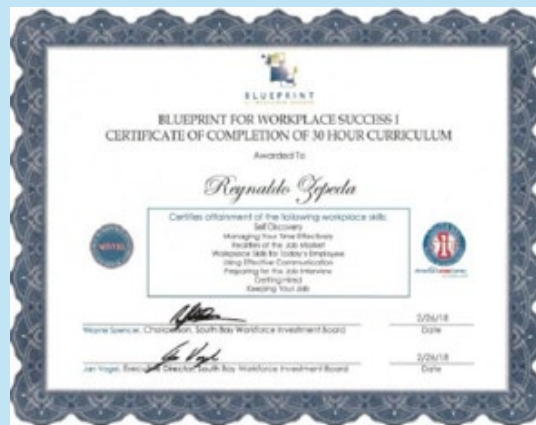 BLUEPRINT
BLUEPRINT FOR WORKPLACE SUCCESS I
CERTIFICATE OF COMPLETION OF 30 HOUR CURRICULUM
Awarded To
Reynaldo Zepeda
Certifies attainment of the following workplace skills:
Self Discovery
Managing Your Time Effectively
Realities of the Job Market
Workplace Skills for Today's Employee
Using Effective Communication
Preparing for the Job Interview
Getting Hired
Keeping Your Job
2/26/18
Wayne Spencer, Chairperson, South Bay Workforce Investment Board
Date
2/26/18
Jan Vogel, Executive Director, South Bay Workforce Investment Board
Date